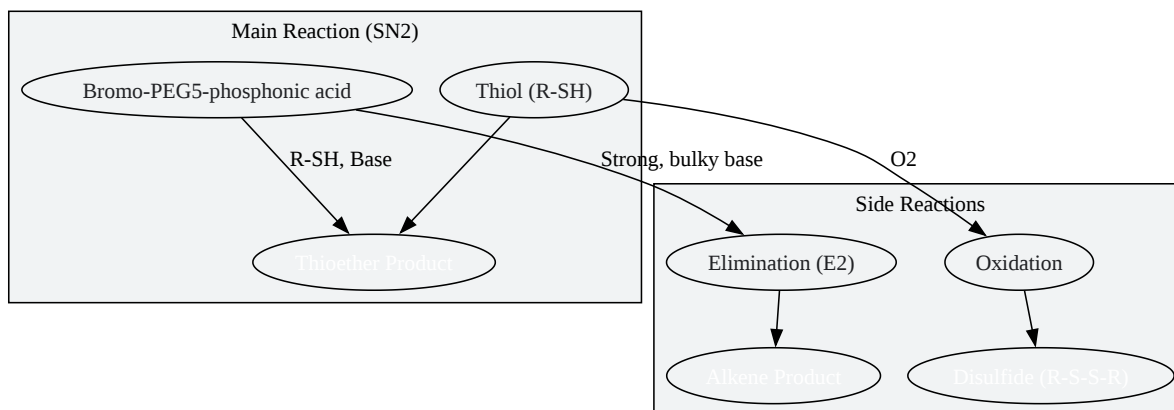 Main Reaction (SN2)
Bromo-PEG5-phosphonic acid
Thiol (R-SH)
R-SH, Base
Strong, bulky base
O2
Thioether Product
Side Reactions
Elimination (E2)
Oxidation
Alkene Product
Disulfide (R-S-S-R)